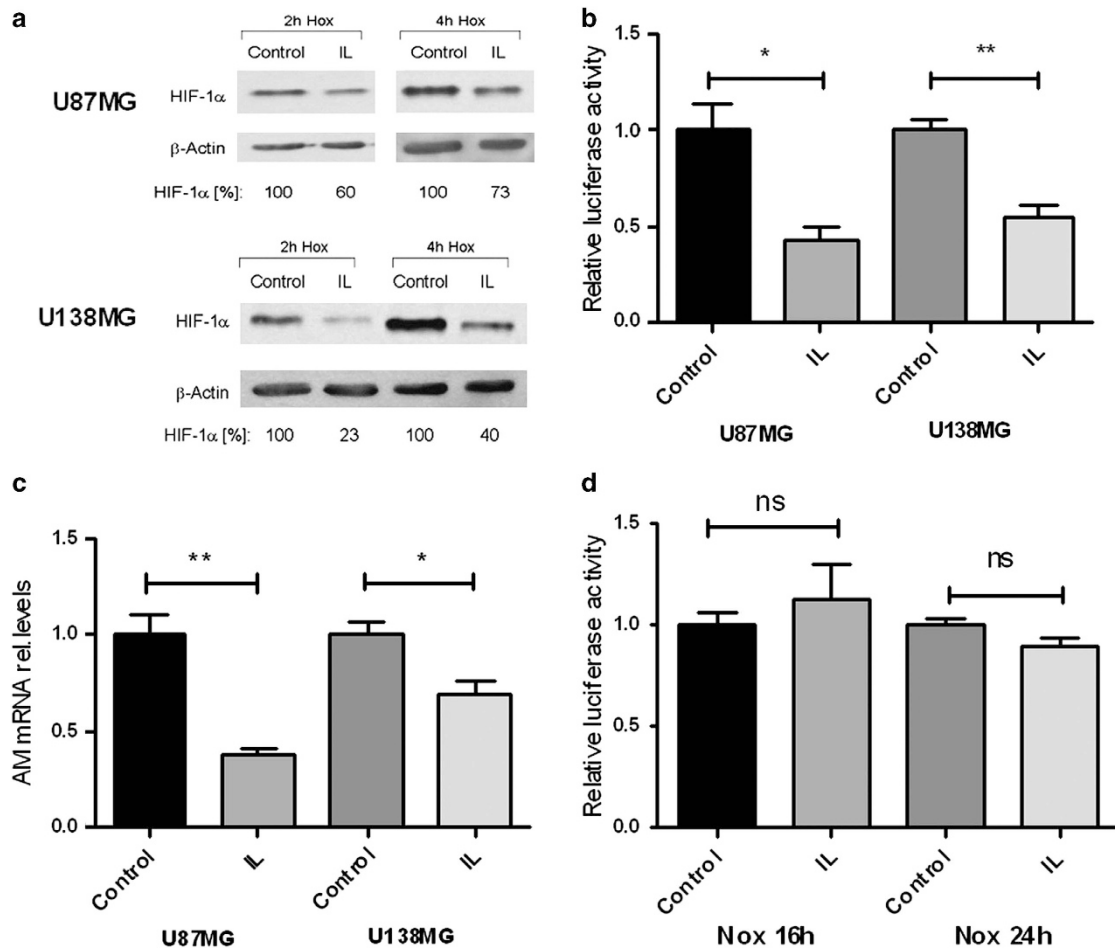 a
2h Hox 4h Hox
Control IL Control IL
U87MG
HIF-1α
β-Actin
HIF-1α [%]: 100 60 100 73
2h Hox 4h Hox
Control IL Control IL
U138MG
HIF-1α
β-Actin
HIF-1α [%]: 100 23 100 40
b
Relative luciferase activity
1.5
1.0
0.5
0.0
* **
Control IL Control IL
U87MG U138MG
c
AM mRNA rel.levels
1.5
1.0
0.5
0.0
** *
Control IL Control IL
U87MG U138MG
d
Relative luciferase activity
1.5
1.0
0.5
0.0
ns ns
Control IL Control IL
Nox 16h Nox 24h